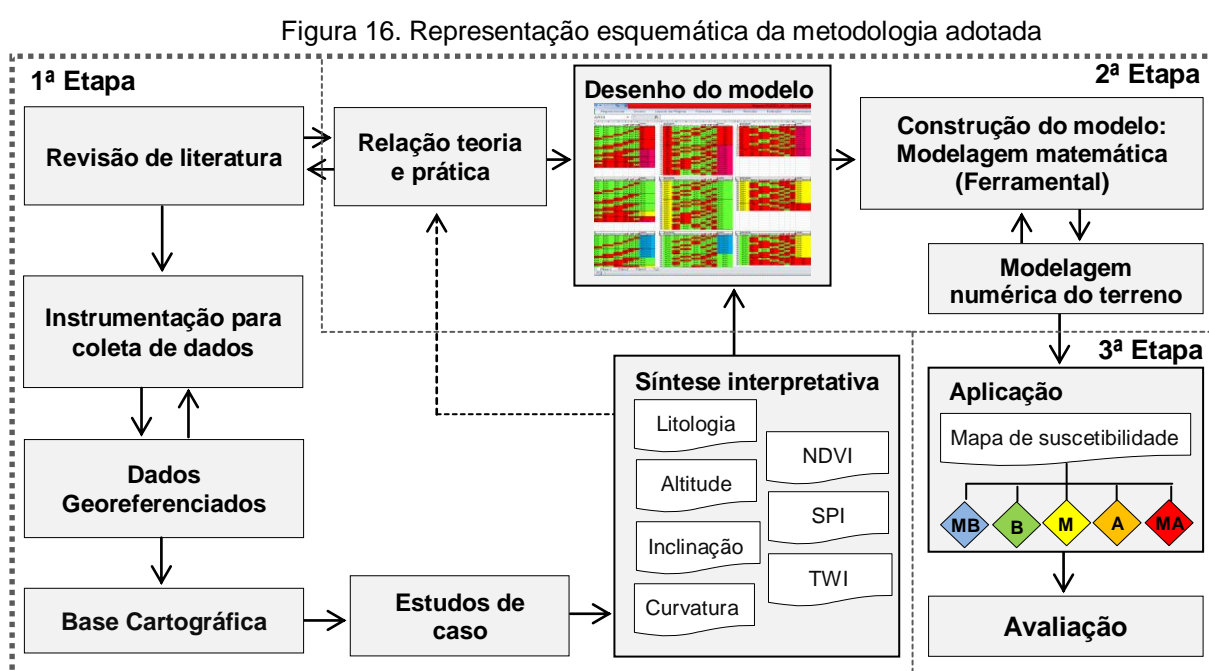 Figura 16. Representação esquemática da metodologia adotada
1ª Etapa
Revisão de literatura
Instrumentação para
coleta de dados
Dados
Georeferenciados
Base Cartográfica
Estudos de
caso
Relação teoria
e prática
Desenho do modelo
Síntese interpretativa
Litologia
Altitude
Inclinação
Curvatura
NDVI
SPI
TWI
2ª Etapa
Construção do modelo:
Modelagem matemática
(Ferramental)
Modelagem
numérica do terreno
3ª Etapa
Aplicação
Mapa de suscetibilidade
MB B M A MA
Avaliação